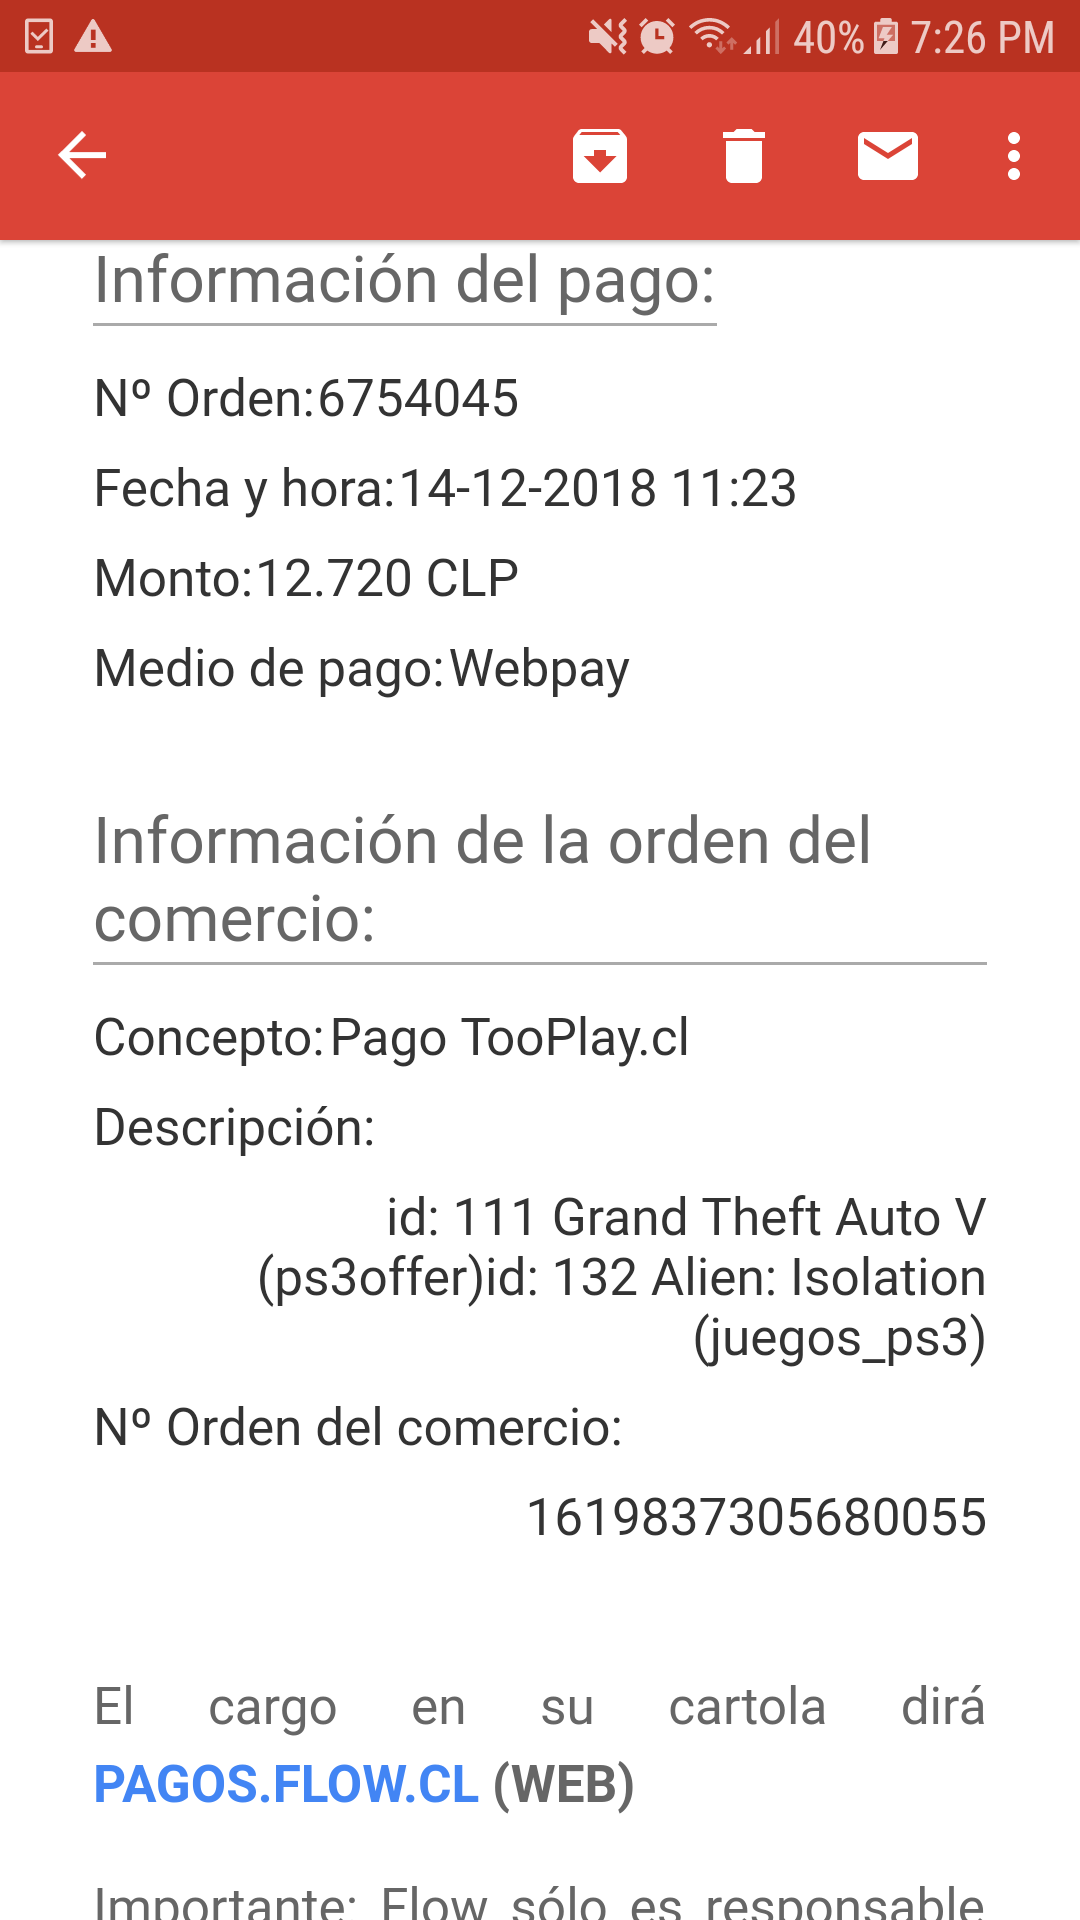 40% 7:26 PM
Información del pago:
Nº Orden:6754045
Fecha y hora:14-12-2018 11:23
Monto:12.720 CLP
Medio de pago:Webpay
Información de la orden del
comercio:
Concepto:Pago TooPlay.cl
Descripción:
id: 111 Grand Theft Auto V
(ps3offer)id: 132 Alien: Isolation
(juegos_ps3)
Nº Orden del comercio:
1619837305680055
El cargo en su cartola dirá
PAGOS.FLOW.CL (WEB)
Importante: Flow sólo es responsable